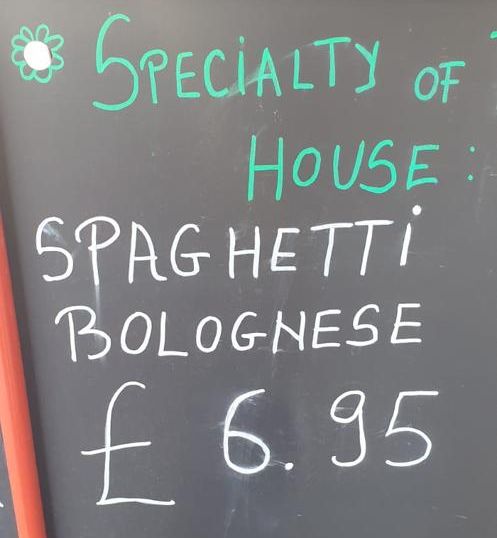 SPECIALTY OF
HOUSE:
SPAGHETTi
BOLOGNESE
£ 6.95